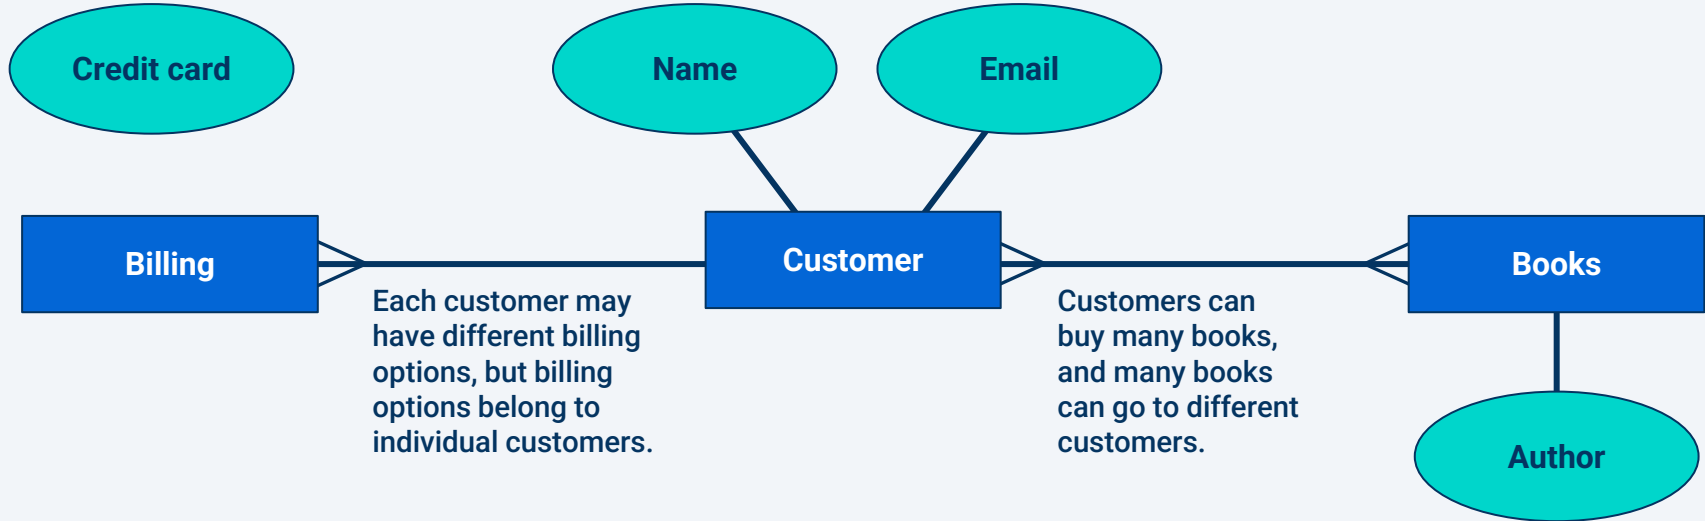 Credit card
Name
Email
Billing
Customer
Books
Each customer may
have different billing
options, but billing
options belong to
individual customers.
Customers can
buy many books,
and many books
can go to different
customers.
Author